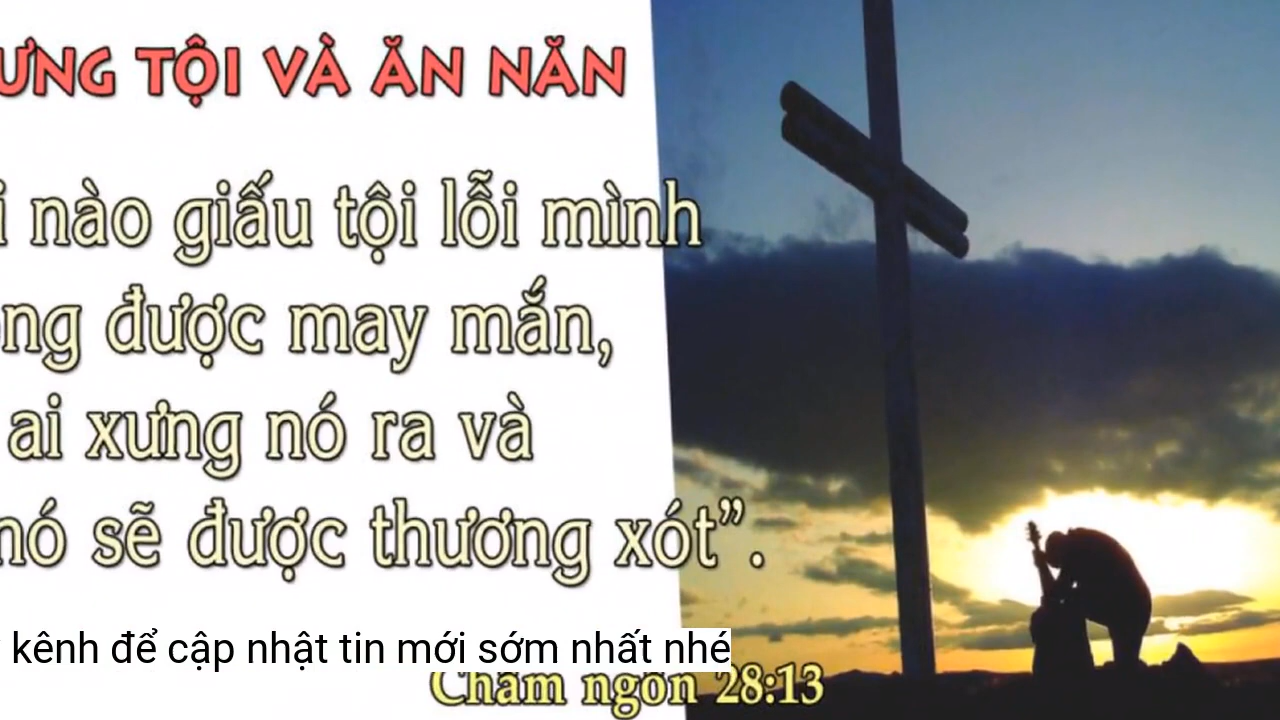 ƯNG TỘI VÀ ĂN NĂN
i nào giấu tội lỗi mình
ng được may mắn,
ai xưng nó ra và
nó sẽ được thương xót”.
kênh để cập nhật tin mới sớm nhất nhé
Châm ngôn 28:13